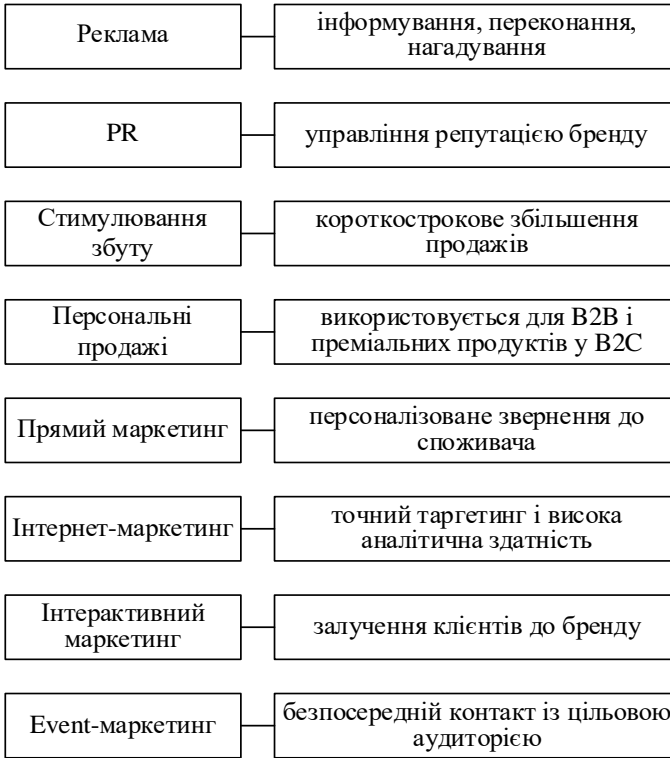 Реклама
інформування, переконання,
нагадування
PR
управління репутацією бренду
Стимулювання
збуту
короткострокове збільшення
продажів
Персональні
продажі
використовується для B2B і
преміальних продуктів у B2C
Прямий маркетинг
персоналізоване звернення до
споживача
Інтернет-маркетинг
точний таргетинг і висока
аналітична здатність
Інтерактивний
маркетинг
залучення клієнтів до бренду
Event-маркетинг
безпосередній контакт із цільовою
аудиторією